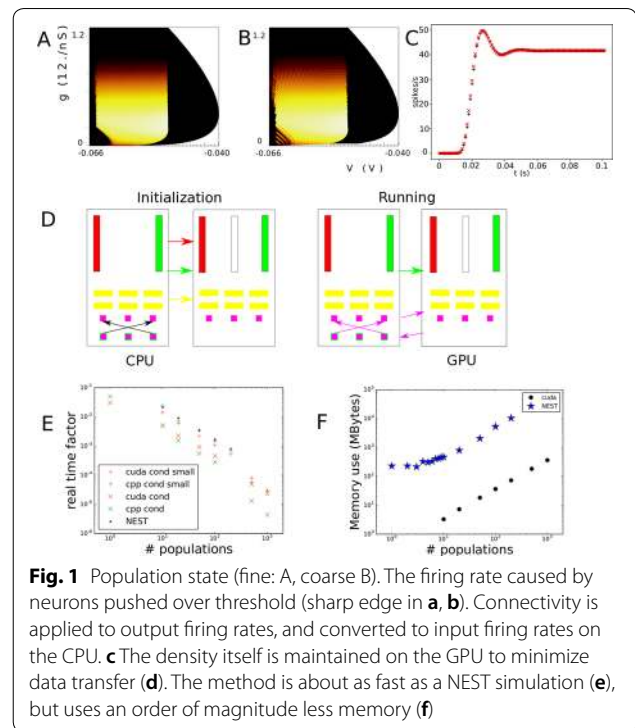 A
B
C
g (12./nS)
1.2
0
-0.066
-0.040
1.2
0
-0.066
-0.040
V (V)
spikes/s
50
40
30
20
10
0
0
0.02
0.04
0.06
0.08
0.1
t (s)
D
Initialization
Running
CPU
GPU
E
real time factor
# populations
cuda cond small
cpp cond small
cuda cond
cpp cond
NEST
F
Memory use (MBytes)
# populations
cuda
NEST
Fig. 1 Population state (fine: A, coarse B). The firing rate caused by
neurons pushed over threshold (sharp edge in a, b). Connectivity is
applied to output firing rates, and converted to input firing rates on
the CPU. c The density itself is maintained on the GPU to minimize
data transfer (d). The method is about as fast as a NEST simulation (e),
but uses an order of magnitude less memory (f)